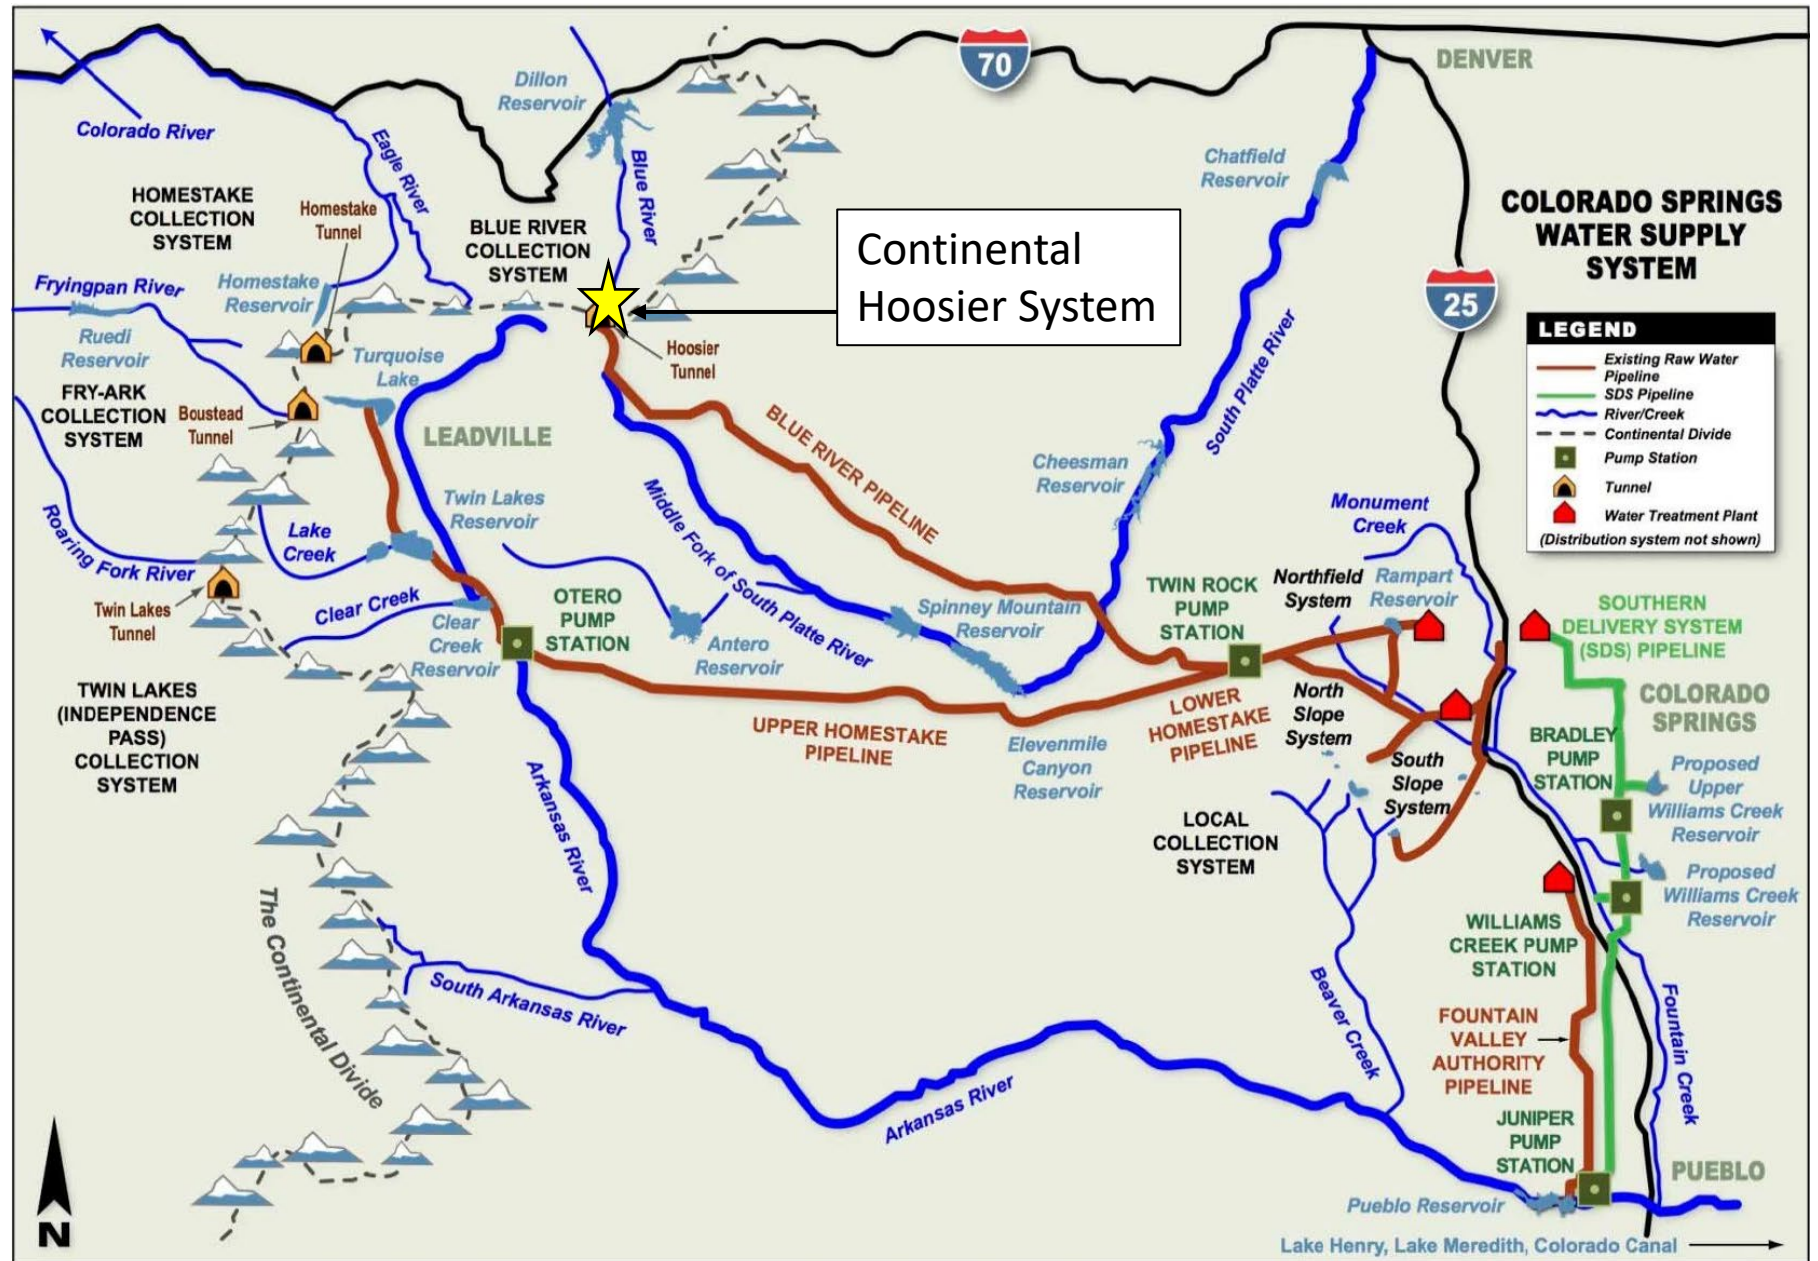 70
DENVER
Dillon
Reservoir
Colorado River
Eagle River
Blue River
Chatfield
Reservoir
HOMESTAKE
COLLECTION
SYSTEM
Homestake
Tunnel
BLUE RIVER
COLLECTION
SYSTEM
Continental
Hoosier System
COLORADO SPRINGS
WATER SUPPLY
SYSTEM
Fryingpan River
Homestake
Reservoir
25
Ruedi
Reservoir
Turquoise
Lake
Hoosier
Tunnel
South Platte River
LEGEND
Existing Raw Water
Pipeline
SDS Pipeline
River/Creek
Continental Divide
Pump Station
Tunnel
Water Treatment Plant
(Distribution system not shown)
FRY-ARK
COLLECTION
SYSTEM
Boustead
Tunnel
LEADVILLE
BLUE RIVER PIPELINE
Cheesman
Reservoir
Twin Lakes
Reservoir
Middle Fork of South Platte River
Monument
Creek
Roaring Fork River
Lake
Creek
Twin Lakes
Tunnel
Clear Creek
Clear
Creek
Reservoir
OTERO
PUMP
STATION
Antero
Reservoir
Spinney Mountain
Reservoir
TWIN ROCK
PUMP
STATION
Northfield
System
Rampart
Reservoir
SOUTHERN
DELIVERY SYSTEM
(SDS) PIPELINE
TWIN LAKES
(INDEPENDENCE
PASS)
COLLECTION
SYSTEM
UPPER HOMESTAKE
PIPELINE
Elevenmile
Canyon
Reservoir
LOWER
HOMESTAKE
PIPELINE
North
Slope
System
South
Slope
System
COLORADO
SPRINGS
BRADLEY
PUMP
STATION
Proposed
Upper
Williams Creek
Reservoir
Arkansas River
LOCAL
COLLECTION
SYSTEM
Proposed
Williams Creek
Reservoir
The Continental Divide
South Arkansas River
WILLIAMS
CREEK PUMP
STATION
Beaver Creek
FOUNTAIN
VALLEY
AUTHORITY
PIPELINE
Fountain Creek
Arkansas River
JUNIPER
PUMP
STATION
PUEBLO
N
Pueblo Reservoir
Lake Henry, Lake Meredith, Colorado Canal